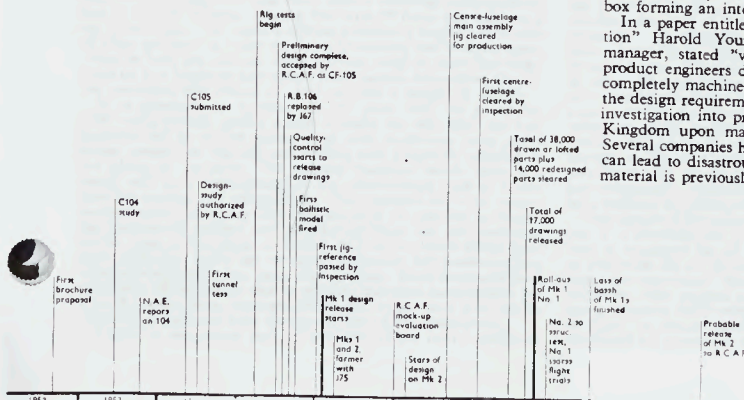 Rig tests
begin
Centre-fuselage
main assembly
jig cleared
for production
Preliminary
design complete,
accepted by
R.C.A.F. as CF-105
First centre-
fuselage
cleared by
inspection
C105
submitted
R.B.106
replaced
by J67
Quality-
control
starts to
release
drawings
Total of 38,000
drawn or lofted
parts plus
14,000 redesigned
parts cleared
Design-
study
authorized
by R.C.A.F.
C104
study
First
ballistic
model
fired
Total of
17,000
drawings
released
First jig-
reference
passed by
inspection
First
brochure
proposal
N.A.E.
report
on 104
First
tunnel
test
Mk 1 design
release
starts
R.C.A.F.
mock-up
evaluation
board
Roll-out
of Mk 1
No. 1
Last of
batch
of Mk 1s
finished
Mks 1
and 2,
former
with
J75
Start of
design
on Mk 2
No. 2 to
struc.
test,
No. 1
starts
flight
trials
Probable
release
of Mk 2
to R.C.A.F
box forming an inte
In a paper entitle
tion” Harold You
manager, stated “v
product engineers c
completely machine
the design requirem
investigation into pr
Kingdom upon ma
Several companies h
can lead to disastrou
material is previousl